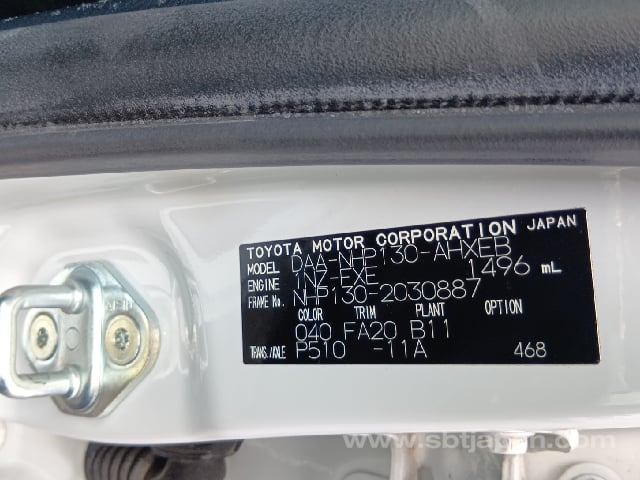 TOYOTA MOTOR CORPORATION JAPAN
MODEL DAA-NHP130-AHXEB
ENGINE 1NZ-FXE 1496 mL
FRAME No. NHP130-2030887
COLOR TRIM PLANT OPTION
040 FA20 B11
TRANS./AXLE P510 -11A 468
www.sbtjapan.com